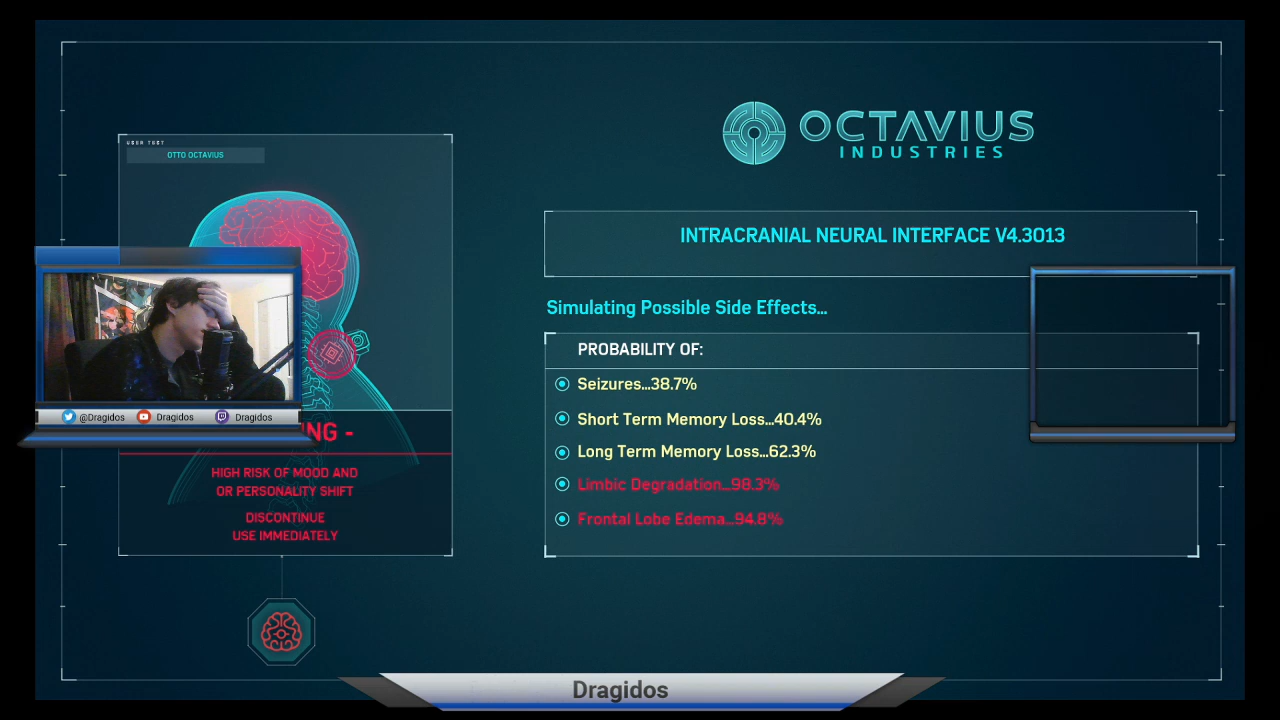 OCTAVIUS
INDUSTRIES
USER TEST
OTTO OCTAVIUS
INTRACRANIAL NEURAL INTERFACE V4.3013
Simulating Possible Side Effects...
PROBABILITY OF:
Seizures...38.7%
Short Term Memory Loss...40.4%
Long Term Memory Loss...62.3%
Limbic Degradation...98.3%
Frontal Lobe Edema...94.8%
@Dragidos Dragidos Dragidos
NG -
HIGH RISK OF MOOD AND
OR PERSONALITY SHIFT
DISCONTINUE
USE IMMEDIATELY
Dragidos